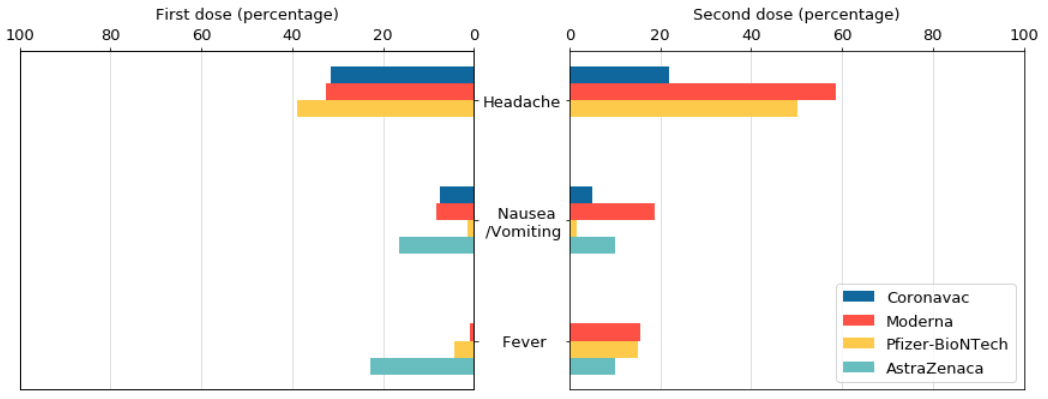 First dose (percentage)
Second dose (percentage)
100 80 60 40 20 0
0 20 40 60 80 100
Headache
Nausea
/Vomiting
Fever
Coronavac
Moderna
Pfizer-BioNTech
AstraZenaca